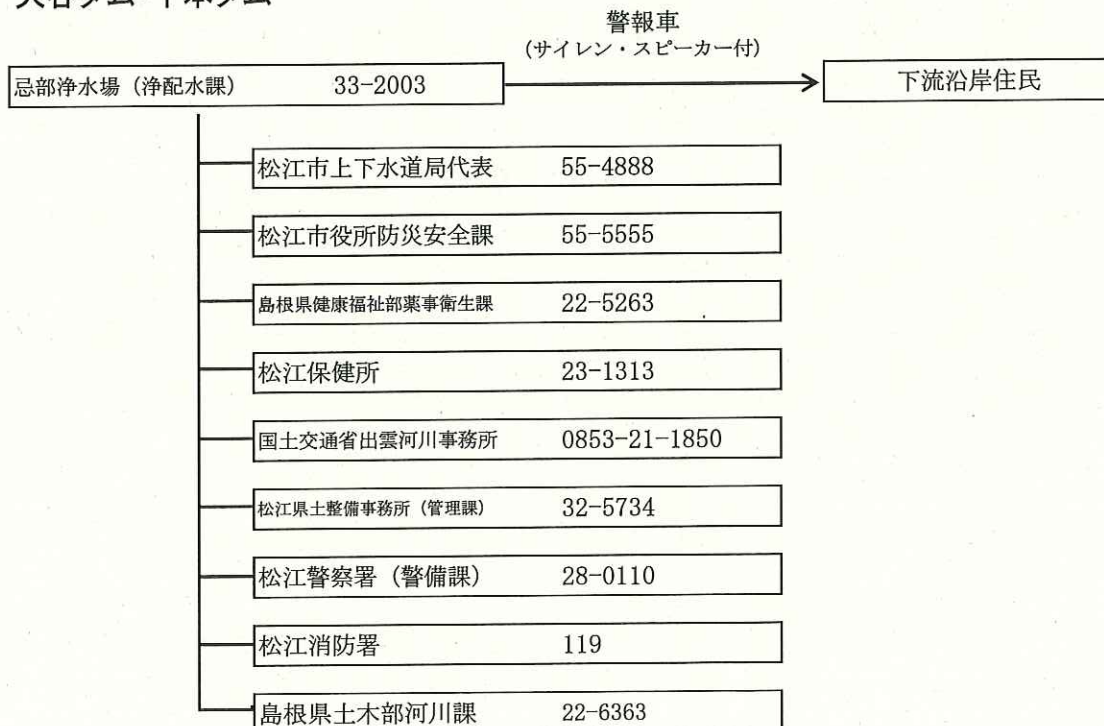 警報車
(サイレン・スピーカー付)
忌部浄水場（浄配水課） 33-2003
下流沿岸住民
松江市上下水道局代表 55-4888
松江市役所防災安全課 55-5555
島根県健康福祉部薬事衛生課 22-5263
松江保健所 23-1313
国土交通省出雲河川事務所 0853-21-1850
松江県土整備事務所（管理課） 32-5734
松江警察署（警備課） 28-0110
松江消防署 119
島根県土木部河川課 22-6363